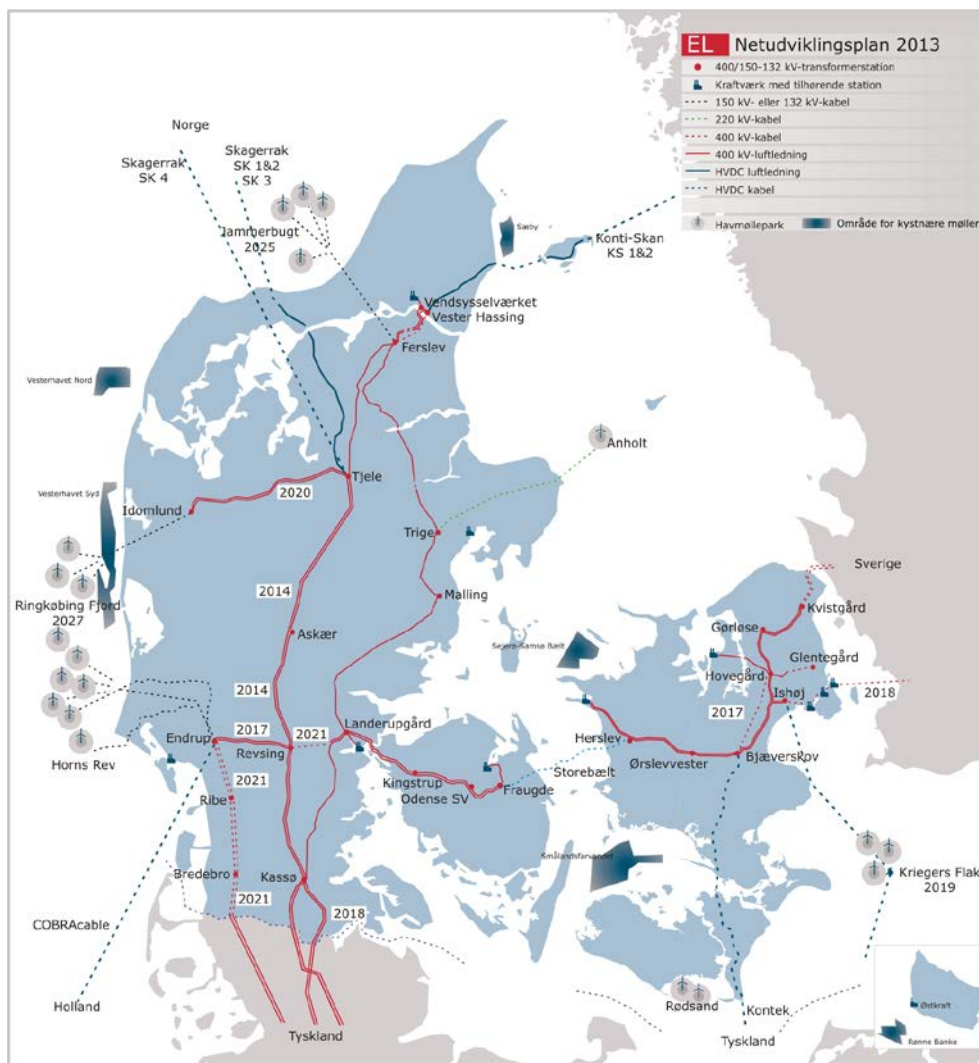 EL Netudviklingsplan 2013
400/150-132 kV-transformerstation
Kraftværk med tilhørende station
150 kV- eller 132 kV-kabel
220 kV-kabel
400 kV-kabel
400 kV-luftledning
HVDC luftledning
HVDC kabel
Havmøllepark
Område for kystnære møller
Norge
Skagerrak
SK 4
Skagerrak
SK 1&2
SK 3
Jammerbugt
2025
Sæby
Konti-Skan
KS 1&2
Vendsysselværket
Vester Hassing
Ferslev
Vesterhavet Nord
Anholt
Tjele
2020
Vesterhavet Syd
Idomlund
Trige
Sverige
2014
Malling
Ringkøbing Fjord
2027
Kvistgård
Askær
Gørløse
Sejerø-Samsø Bælt
Glentegård
Hovegård
2014
Ishøj
2018
2017
Landerupgård
2017
2021
Endrup
Revsing
Herslev
Horns Rev
Ørslevvester
Bjæverskov
Storebælt
2021
Kingstrup
Odense SV
Fraugde
Ribe
Smålandsfarvandet
Bredebro
Kassø
Kriegers Flak
2019
2021
2018
COBRAcable
Holland
Rødsand
Kontek
Østkraft
Tyskland
Tyskland
Rønne Banke